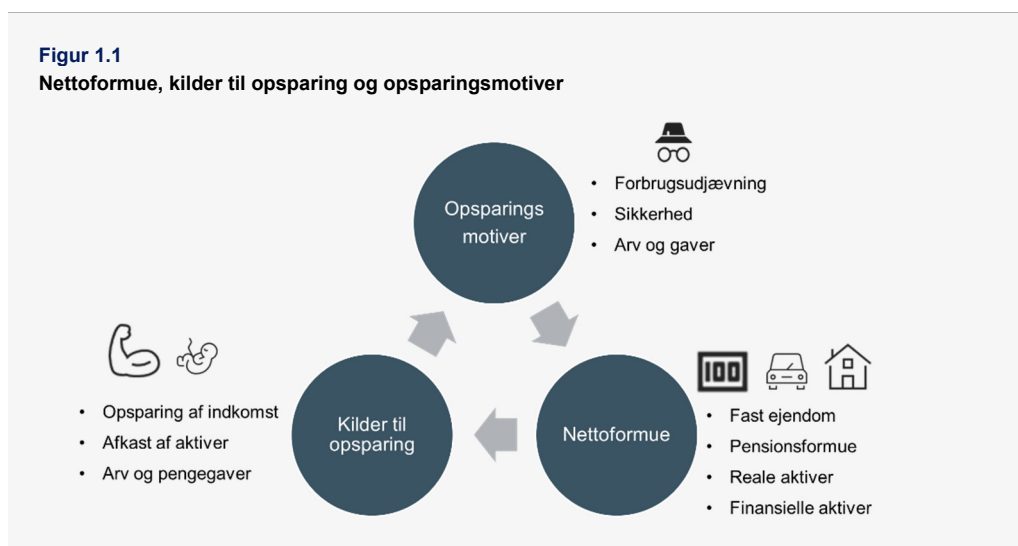 Figur 1.1
Nettoformue, kilder til opsparing og opsparingsmotiver
Opsparings
motiver
• Forbrugsudjævning
• Sikkerhed
• Arv og gaver
Nettoformue
100
• Fast ejendom
• Pensionsformue
• Reale aktiver
• Finansielle aktiver
Kilder til
opsparing
• Opsparing af indkomst
• Afkast af aktiver
• Arv og pengegaver